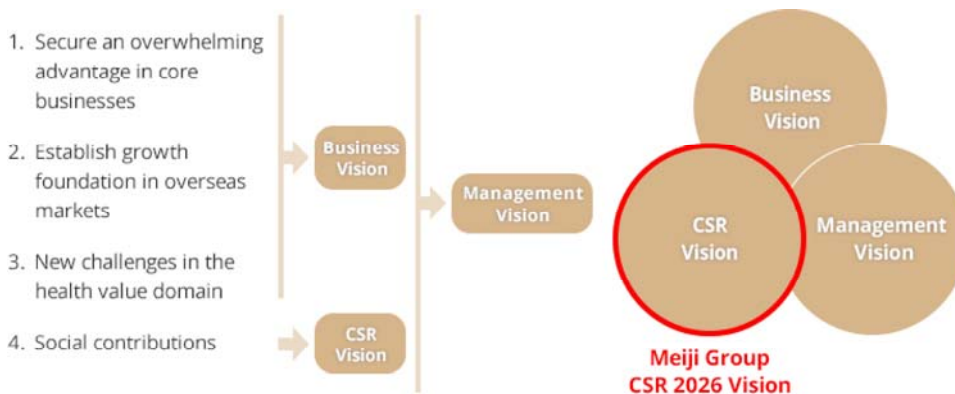 1. Secure an overwhelming
advantage in core
businesses
2. Establish growth
foundation in overseas
markets
3. New challenges in the
health value domain
4. Social contributions
Business
Vision
CSR
Vision
Management
Vision
Business
Vision
CSR
Vision
Management
Vision
Meiji Group
CSR 2026 Vision